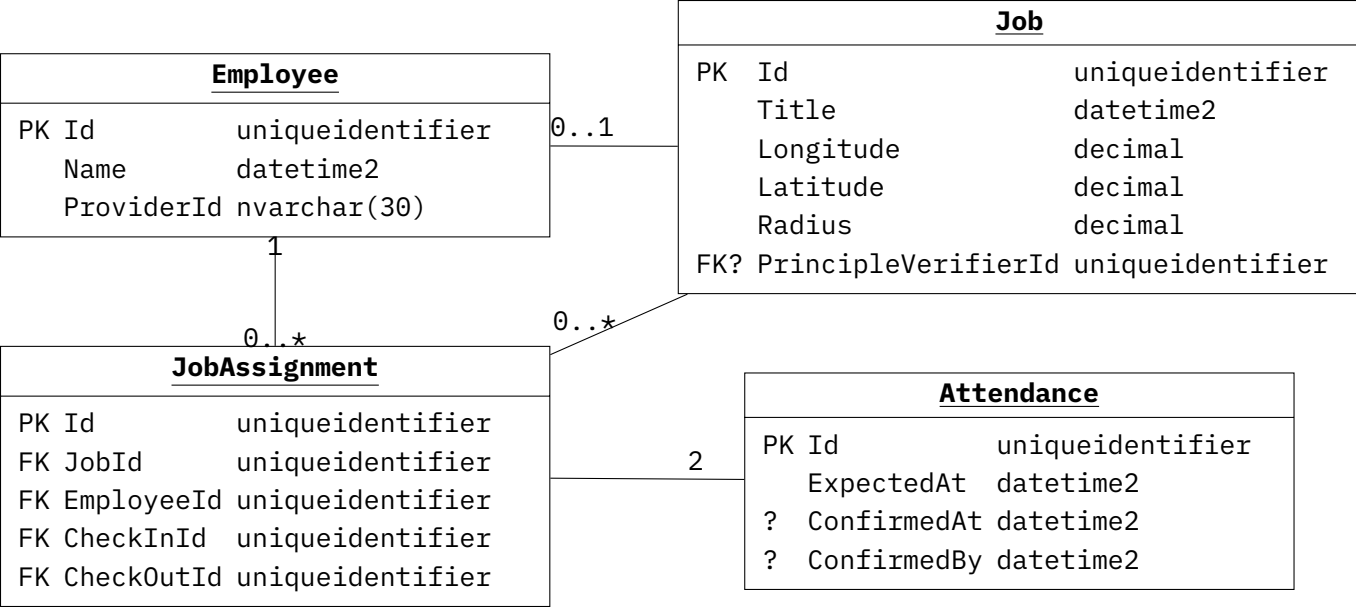 Employee
PK Id uniqueidentifier
Name datetime2
ProviderId nvarchar(30)
0..1
Job
PK Id uniqueidentifier
Title datetime2
Longitude decimal
Latitude decimal
Radius decimal
FK? PrincipleVerifierId uniqueidentifier
1
0..*
0..*
JobAssignment
PK Id uniqueidentifier
FK JobId uniqueidentifier
FK EmployeeId uniqueidentifier
FK CheckInId uniqueidentifier
FK CheckOutId uniqueidentifier
2
Attendance
PK Id uniqueidentifier
ExpectedAt datetime2
? ConfirmedAt datetime2
? ConfirmedBy datetime2